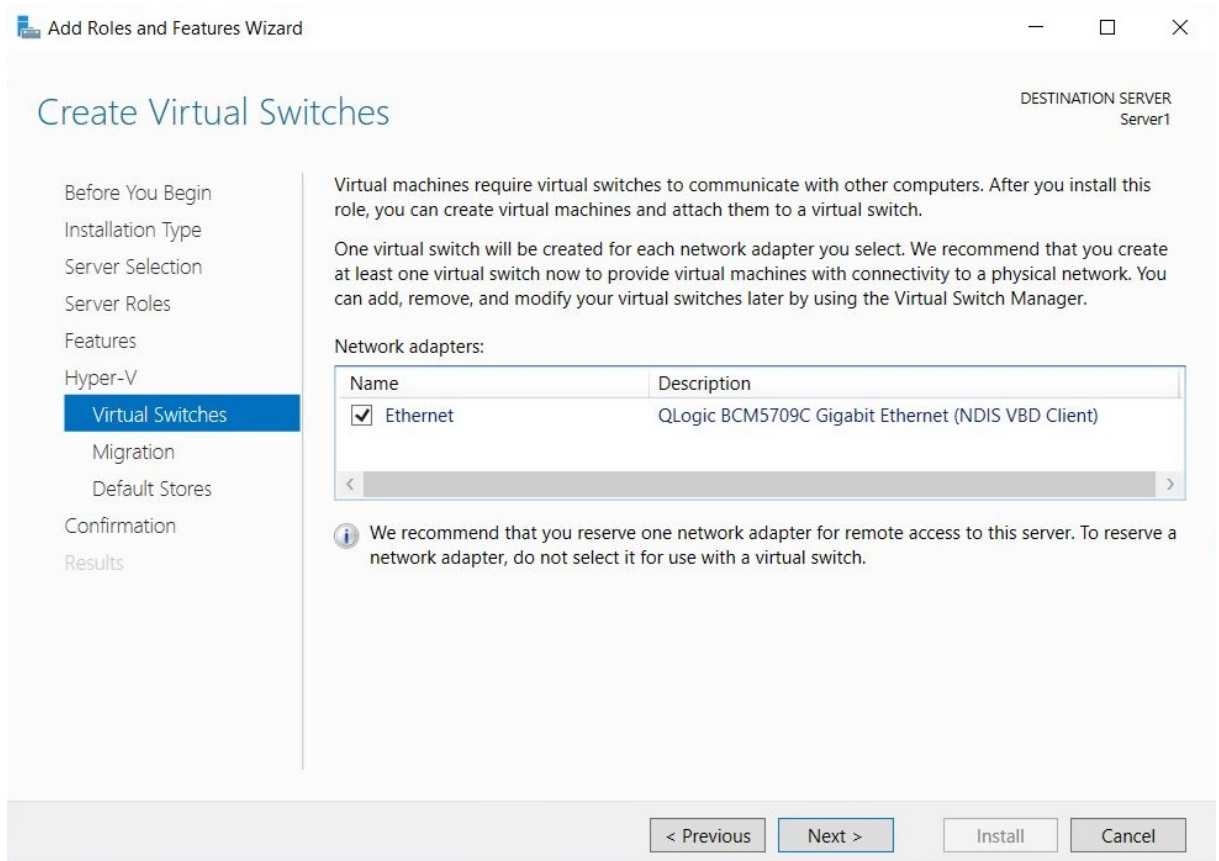 Add Roles and Features Wizard
Create Virtual Switches
DESTINATION SERVER
Server1
Before You Begin
Installation Type
Server Selection
Server Roles
Features
Hyper-V
Virtual Switches
Migration
Default Stores
Confirmation
Results
Virtual machines require virtual switches to communicate with other computers. After you install this
role, you can create virtual machines and attach them to a virtual switch.
One virtual switch will be created for each network adapter you select. We recommend that you create
at least one virtual switch now to provide virtual machines with connectivity to a physical network. You
can add, remove, and modify your virtual switches later by using the Virtual Switch Manager.
Network adapters:
Name Description
Ethernet QLogic BCM5709C Gigabit Ethernet (NDIS VBD Client)
We recommend that you reserve one network adapter for remote access to this server. To reserve a
network adapter, do not select it for use with a virtual switch.
< Previous Next > Install Cancel